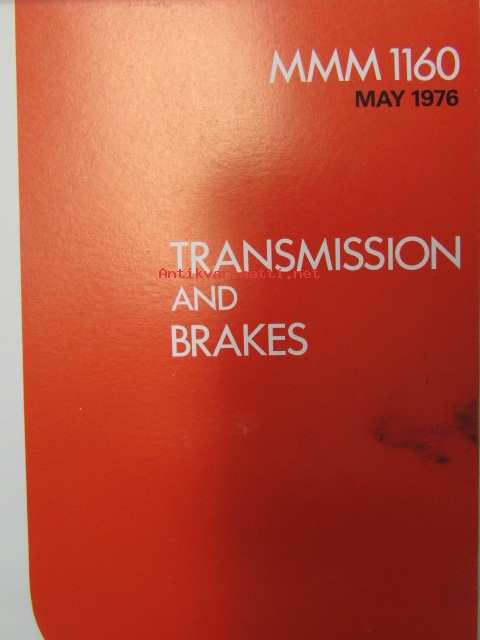 MMM 1160
MAY 1976
TRANSMISSION
Antikvariaatti.net
AND
BRAKES